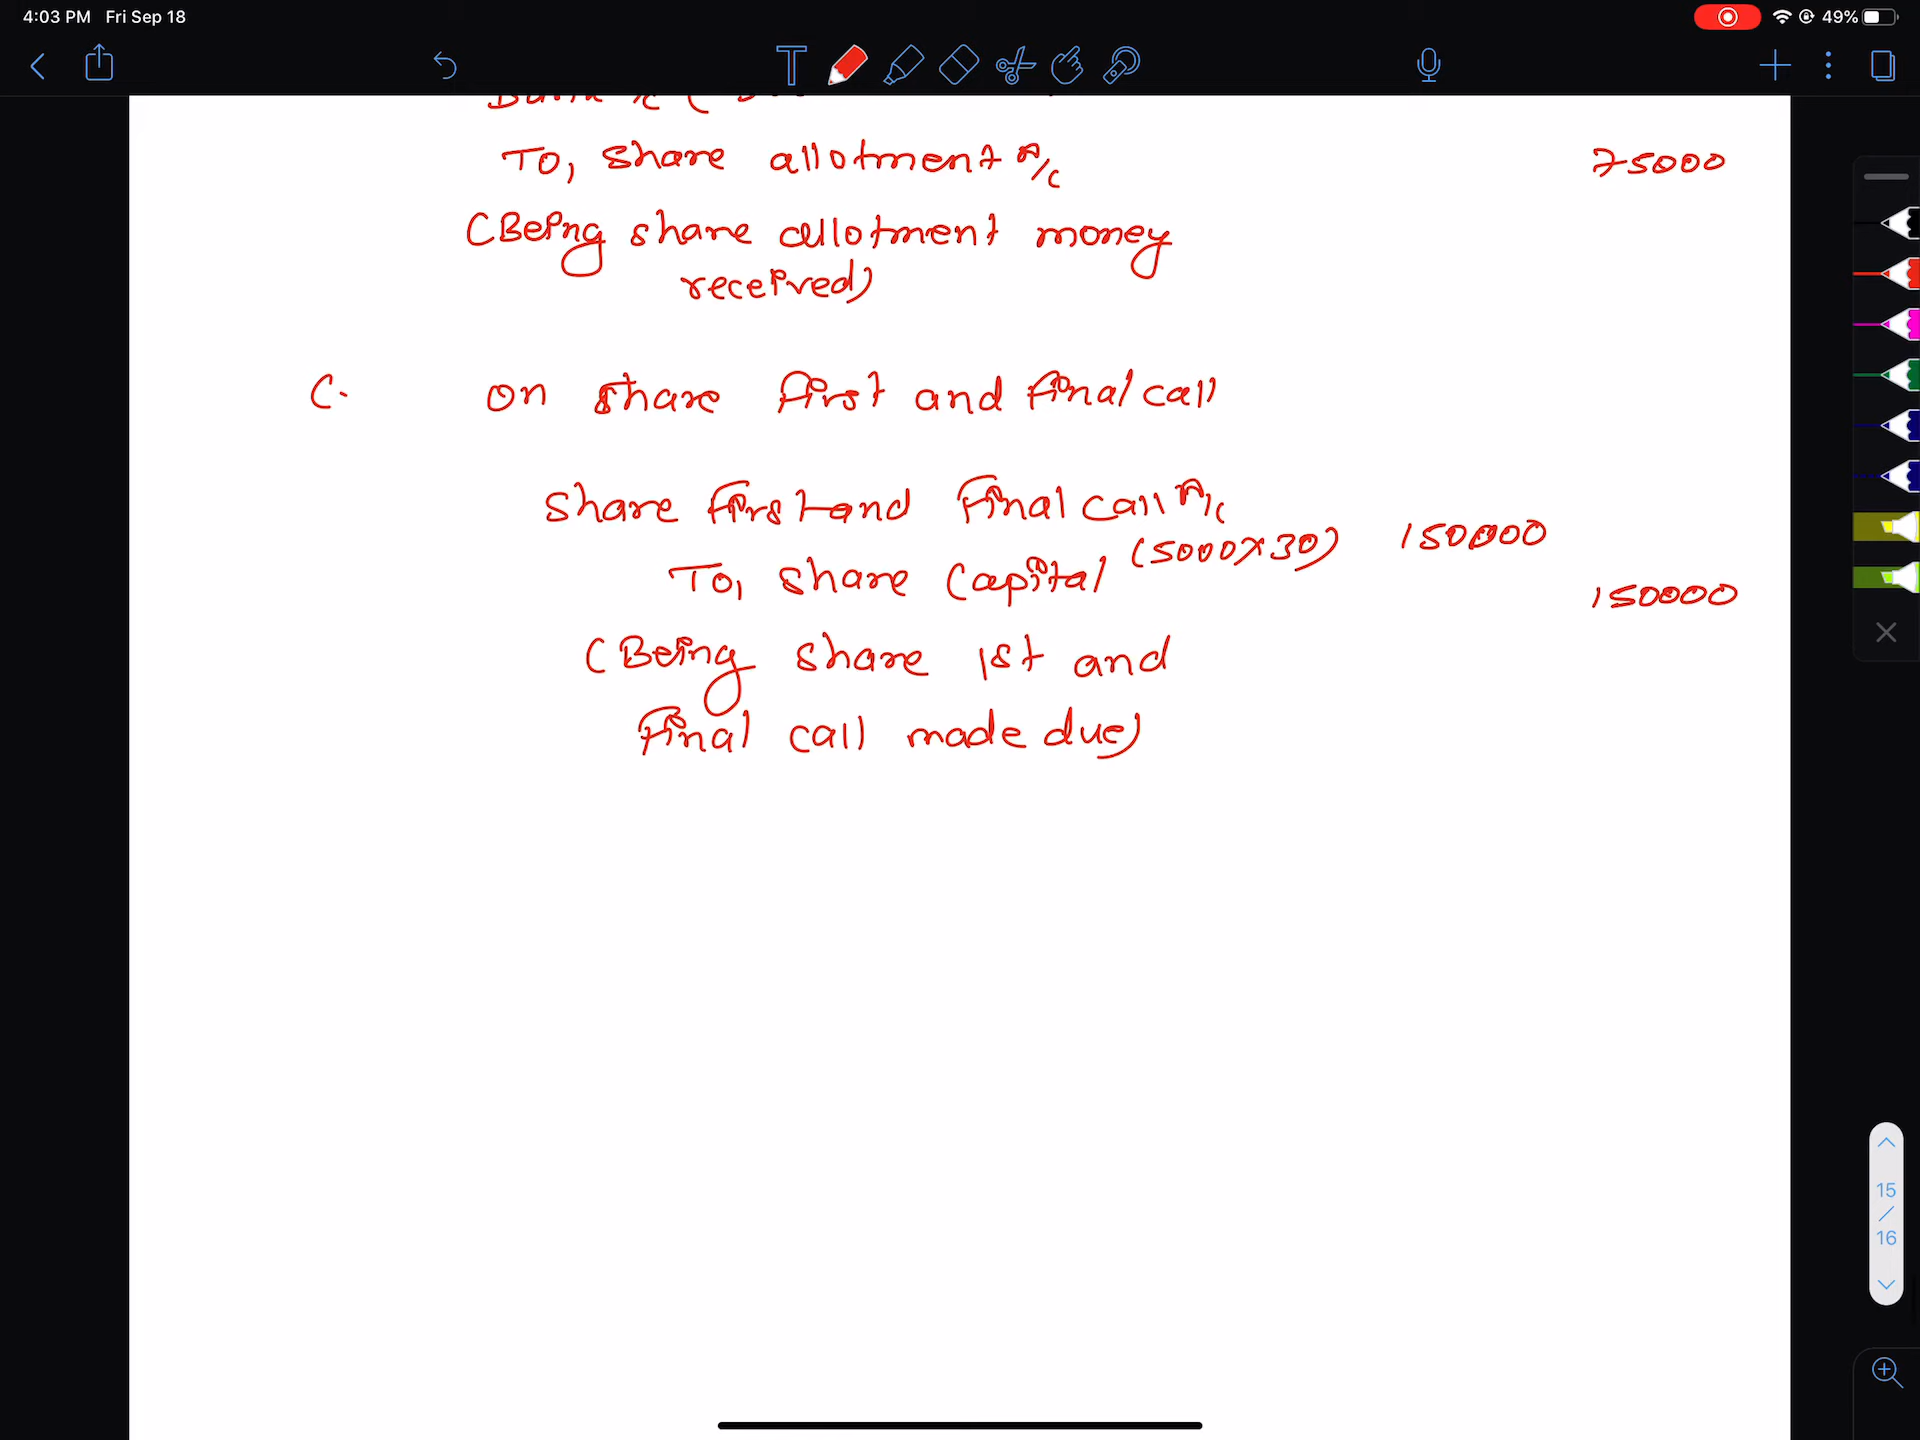 4:03 PM Fri Sep 18
49%
To, share allotment A/c 75000
(Being share allotment money
received)
C. on share first and final call
share first and Final call A/c
(5000x30) 150000
To, share capital
150000
(Being share 1st and
Final call made due)
15
/
16